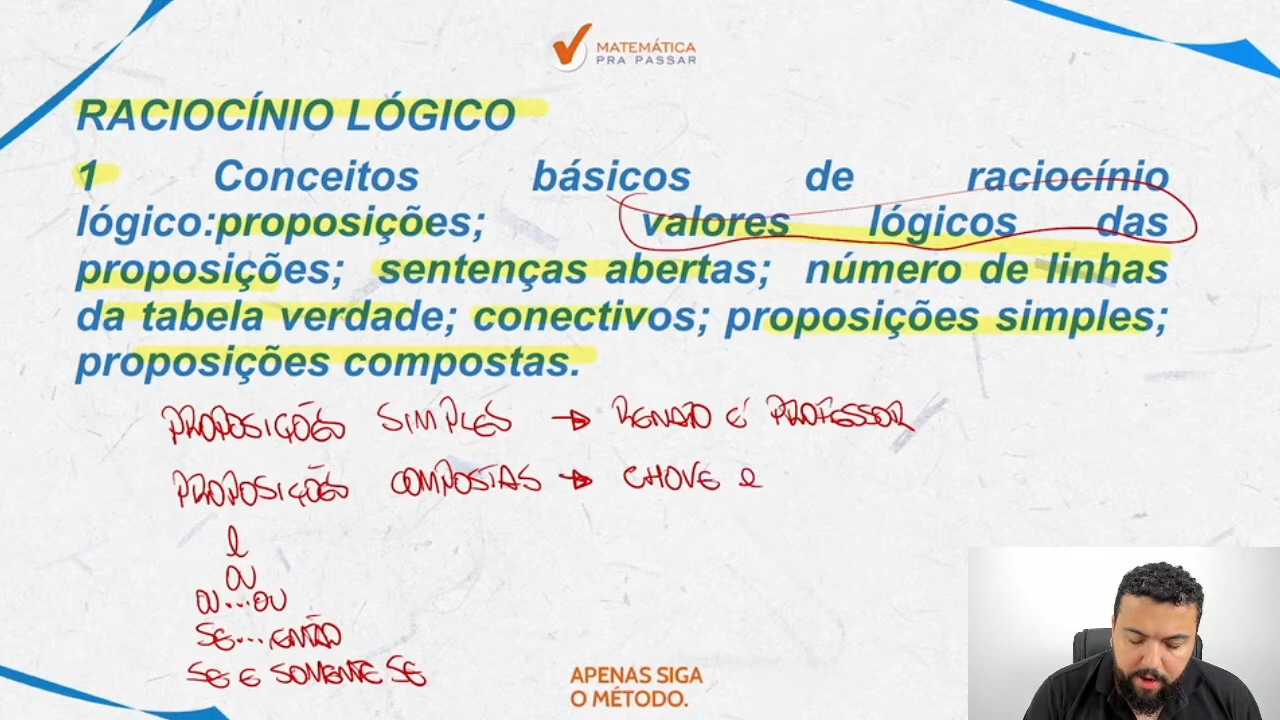 MATEMÁTICA
PRA PASSAR
RACIOCÍNIO LÓGICO
1 Conceitos básicos de raciocínio
lógico:proposições; valores lógicos das
proposições; sentenças abertas; número de linhas
da tabela verdade; conectivos; proposições simples;
proposições compostas.
PROPOSIÇÕES SIMPLES → RENATO É PROFESSOR
PROPOSIÇÕES COMPOSTAS → CHOVE e
e
OU
OU...OU
SE...ENTÃO
SE E SOMENTE SE
APENAS SIGA
O MÉTODO.